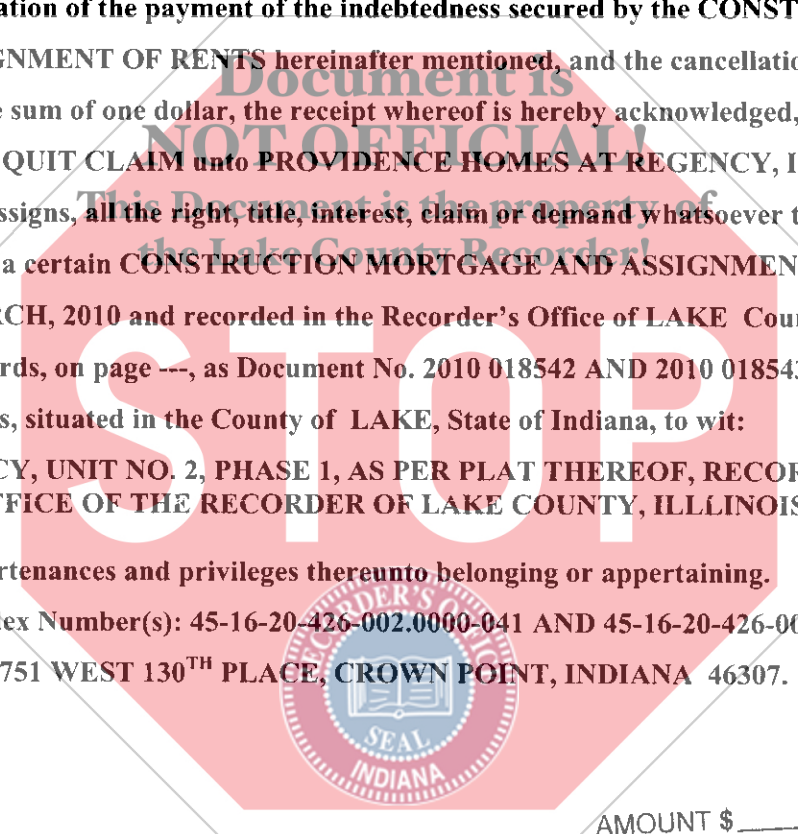 ation of the payment of the indebtedness secured by the CONST
GNMENT OF RENTS hereinafter mentioned, and the cancellatio
Document is
e sum of one dollar, the receipt whereof is hereby acknowledged,
NOT OFFICIAL!
QUIT CLAIM unto PROVIDENCE HOMES AT REGENCY, I
This Document is the property of
ssigns, all the right, title, interest, claim or demand whatsoever t
the Lake County Recorder!
a certain CONSTRUCTION MORTGAGE AND ASSIGNMEN
RCH, 2010 and recorded in the Recorder's Office of LAKE Cou
rds, on page ---, as Document No. 2010 018542 AND 2010 018543
s, situated in the County of LAKE, State of Indiana, to wit:
STOP
CY, UNIT NO. 2, PHASE 1, AS PER PLAT THEREOF, RECOR
FFICE OF THE RECORDER OF LAKE COUNTY, ILLLINOIS
rtenances and privileges thereunto belonging or appertaining.
lex Number(s): 45-16-20-426-002.0000-041 AND 45-16-20-426-00
751 WEST 130TH PLACE, CROWN POINT, INDIANA 46307.
RECORDER'S OFFICE
SEAL
INDIANA
AMOUNT $